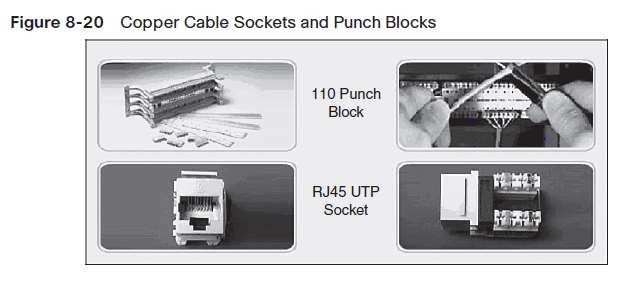 Figure 8-20 Copper Cable Sockets and Punch Blocks
110 Punch
Block
RJ45 UTP
Socket